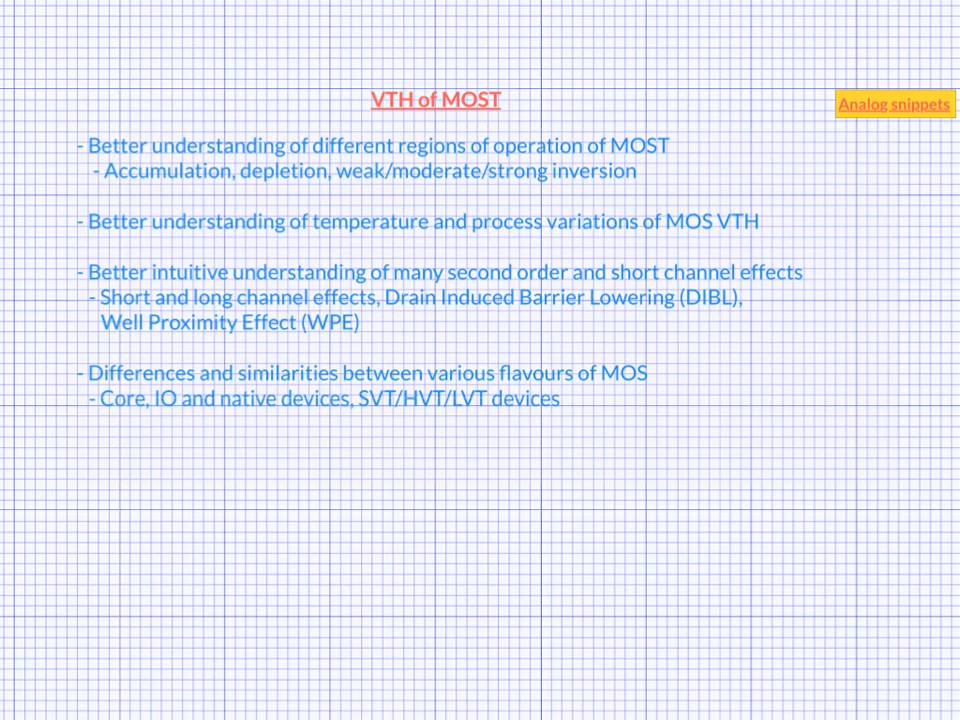 VTH of MOST
Analog snippets
- Better understanding of different regions of operation of MOST
- Accumulation, depletion, weak/moderate/strong inversion
- Better understanding of temperature and process variations of MOS VTH
- Better intuitive understanding of many second order and short channel effects
- Short and long channel effects, Drain Induced Barrier Lowering (DIBL),
Well Proximity Effect (WPE)
- Differences and similarities between various flavours of MOS
- Core, IO and native devices, SVT/HVT/LVT devices